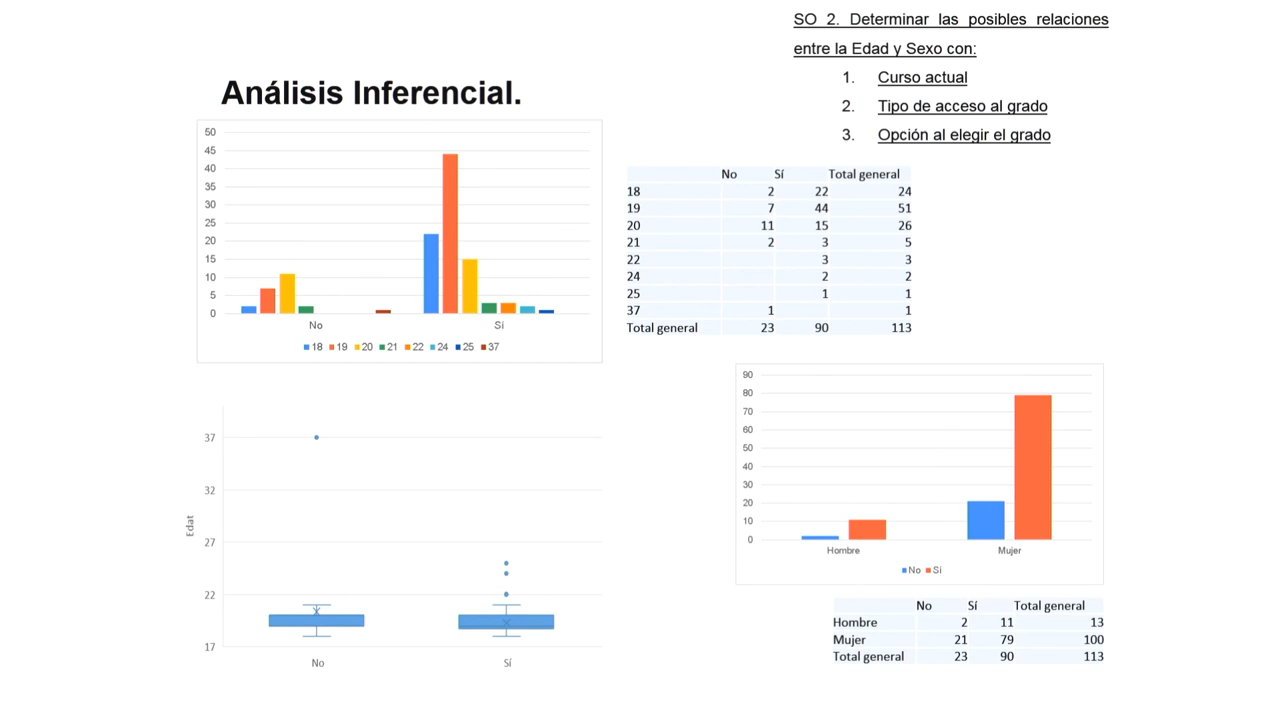 SO 2. Determinar las posibles relaciones
entre la Edad y Sexo con:
1. Curso actual
2. Tipo de acceso al grado
3. Opción al elegir el grado
Análisis Inferencial.
50
45
40
35
30
25
20
15
10
5
0
No Sí
18 19 20 21 22 24 25 37
No Sí Total general
18 2 22 24
19 7 44 51
20 11 15 26
21 2 3 5
22 3 3
24 2 2
25 1 1
37 1 1
Total general 23 90 113
Edat
37
32
27
22
17
No Sí
90
80
70
60
50
40
30
20
10
0
Hombre Mujer
No Sí
No Sí Total general
Hombre 2 11 13
Mujer 21 79 100
Total general 23 90 113